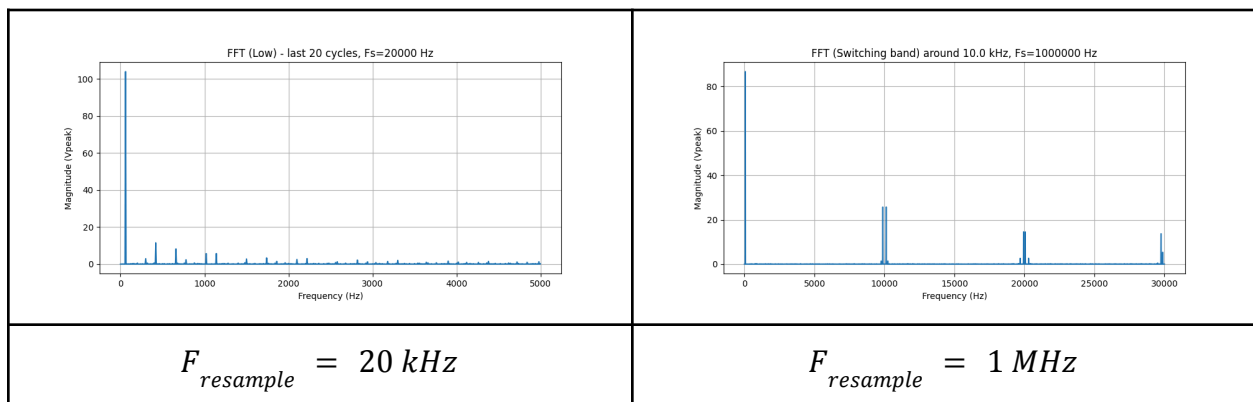 FFT (Low) - last 20 cycles, Fs=20000 Hz
100
80
60
40
20
0
Magnitude (Vpeak)
0 1000 2000 3000 4000 5000
Frequency (Hz)
FFT (Switching band) around 10.0 kHz, Fs=1000000 Hz
80
60
40
20
0
Magnitude (Vpeak)
0 5000 10000 15000 20000 25000 30000
Frequency (Hz)
F_resample = 20 kHz
F_resample = 1 MHz